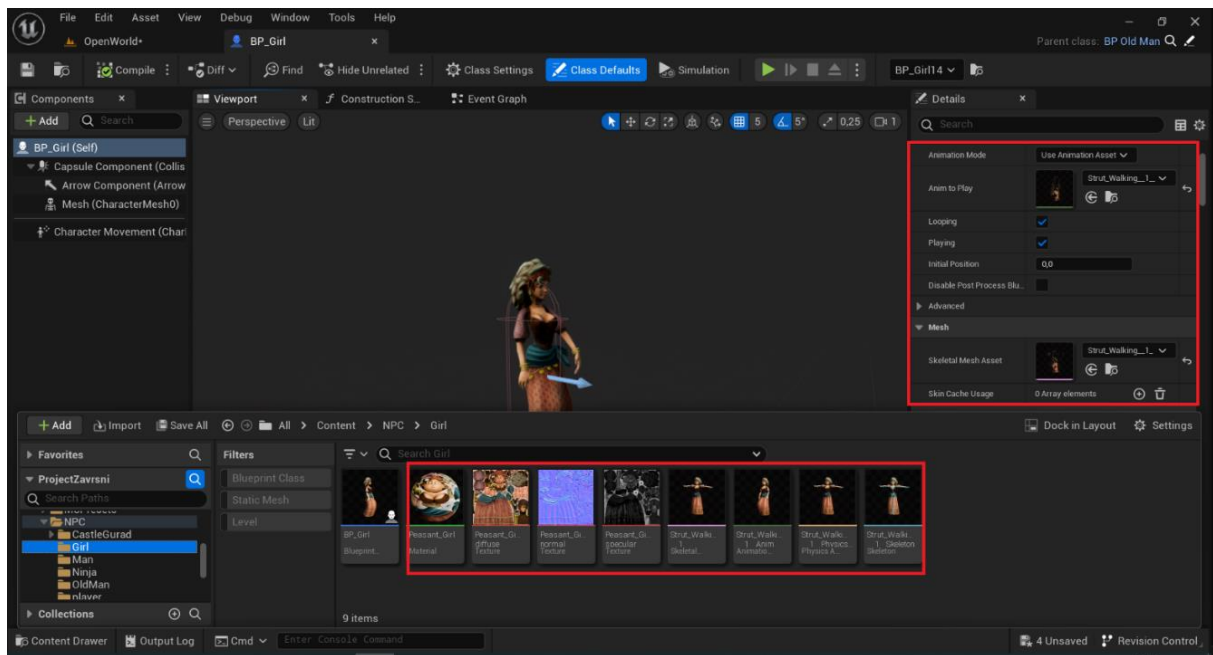 File Edit Asset View Debug Window Tools Help
OpenWorld*
BP_Girl
Parent class: BP Old Man
Compile
Diff
Find
Hide Unrelated
Class Settings
Class Defaults
Simulation
BP_Girl14
Components
Viewport
Construction S...
Event Graph
Details
Add
Search
Perspective
Lit
5
5°
0,25
1
Search
BP_Girl (Self)
Capsule Component (Collis
Arrow Component (Arrow
Mesh (CharacterMesh0)
Character Movement (Char
Animation Mode
Use Animation Asset
Anim to Play
Strut_Walking__1_
Looping
Playing
Initial Position
0,0
Disable Post Process Blu...
Advanced
Mesh
Skeletal Mesh Asset
Strut_Walking__1_
Skin Cache Usage
0 Array elements
Add
Import
Save All
All > Content > NPC > Girl
Dock in Layout
Settings
Favorites
Filters
Search Girl
ProjectZavrsni
Search Paths
Blueprint Class
Static Mesh
Level
NPC
CastleGurad
Girl
Man
Ninja
OldMan
player
Collections
BP_Girl
Blueprint...
Peasant_Girl
Material
Peasant_Gi...
diffuse
Texture
Peasant_Gi...
normal
Texture
Peasant_Gi...
specular
Texture
Strut_Walki...
1
Skeletal...
Strut_Walki...
1 Anim
Animatio...
Strut_Walki...
1 Physics...
Physics A...
Strut_Walki...
1 Skeleton
Skeleton
9 items
Content Drawer
Output Log
Cmd
Enter Console Command
4 Unsaved
Revision Control